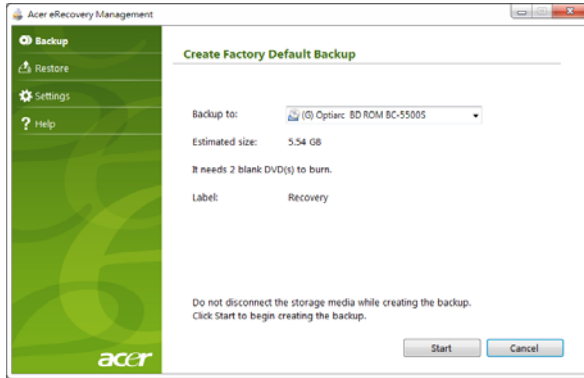 Acer eRecovery Management
Backup
Restore
Settings
Help
Create Factory Default Backup
Backup to: (G) Optiarc BD ROM BC-5500S
Estimated size: 5.54 GB
It needs 2 blank DVD(s) to burn.
Label: Recovery
Do not disconnect the storage media while creating the backup.
Click Start to begin creating the backup.
Start Cancel
acer